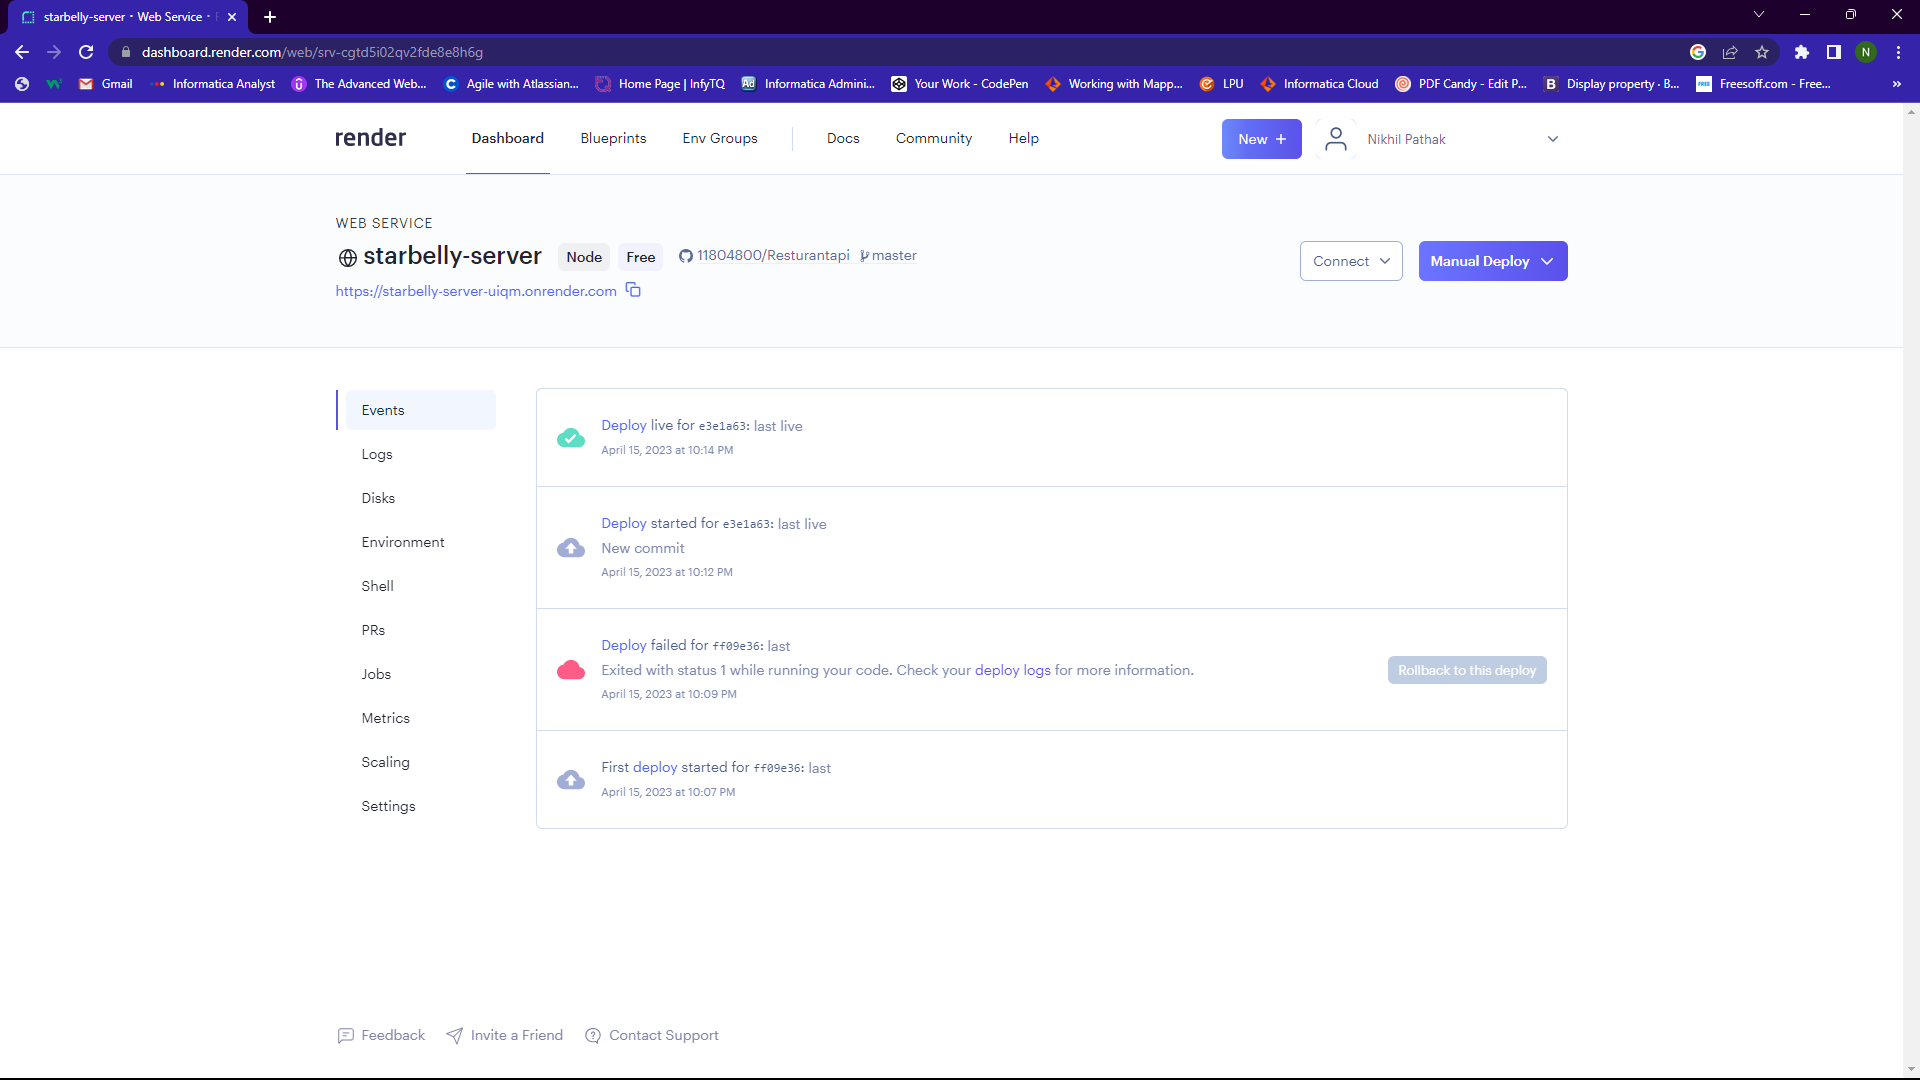 starbelly-server · Web Service ·
dashboard.render.com/web/srv-cgtd5i02qv2fde8e8h6g
N
Gmail
Informatica Analyst
The Advanced Web...
Agile with Atlassian...
Home Page | InfyTQ
Informatica Admini...
Your Work - CodePen
Working with Mapp...
LPU
Informatica Cloud
PDF Candy - Edit P...
Display property · B...
Freesoff.com - Free...
»
render
Dashboard
Blueprints
Env Groups
Docs
Community
Help
New +
Nikhil Pathak
WEB SERVICE
starbelly-server Node Free 11804800/Resturantapi master
Connect
Manual Deploy
https://starbelly-server-uiqm.onrender.com
Events
Logs
Disks
Environment
Shell
PRs
Jobs
Metrics
Scaling
Settings
Deploy live for e3e1a63: last live
April 15, 2023 at 10:14 PM
Deploy started for e3e1a63: last live
New commit
April 15, 2023 at 10:12 PM
Deploy failed for ff09e36: last
Exited with status 1 while running your code. Check your deploy logs for more information.
April 15, 2023 at 10:09 PM
Rollback to this deploy
First deploy started for ff09e36: last
April 15, 2023 at 10:07 PM
Feedback
Invite a Friend
Contact Support